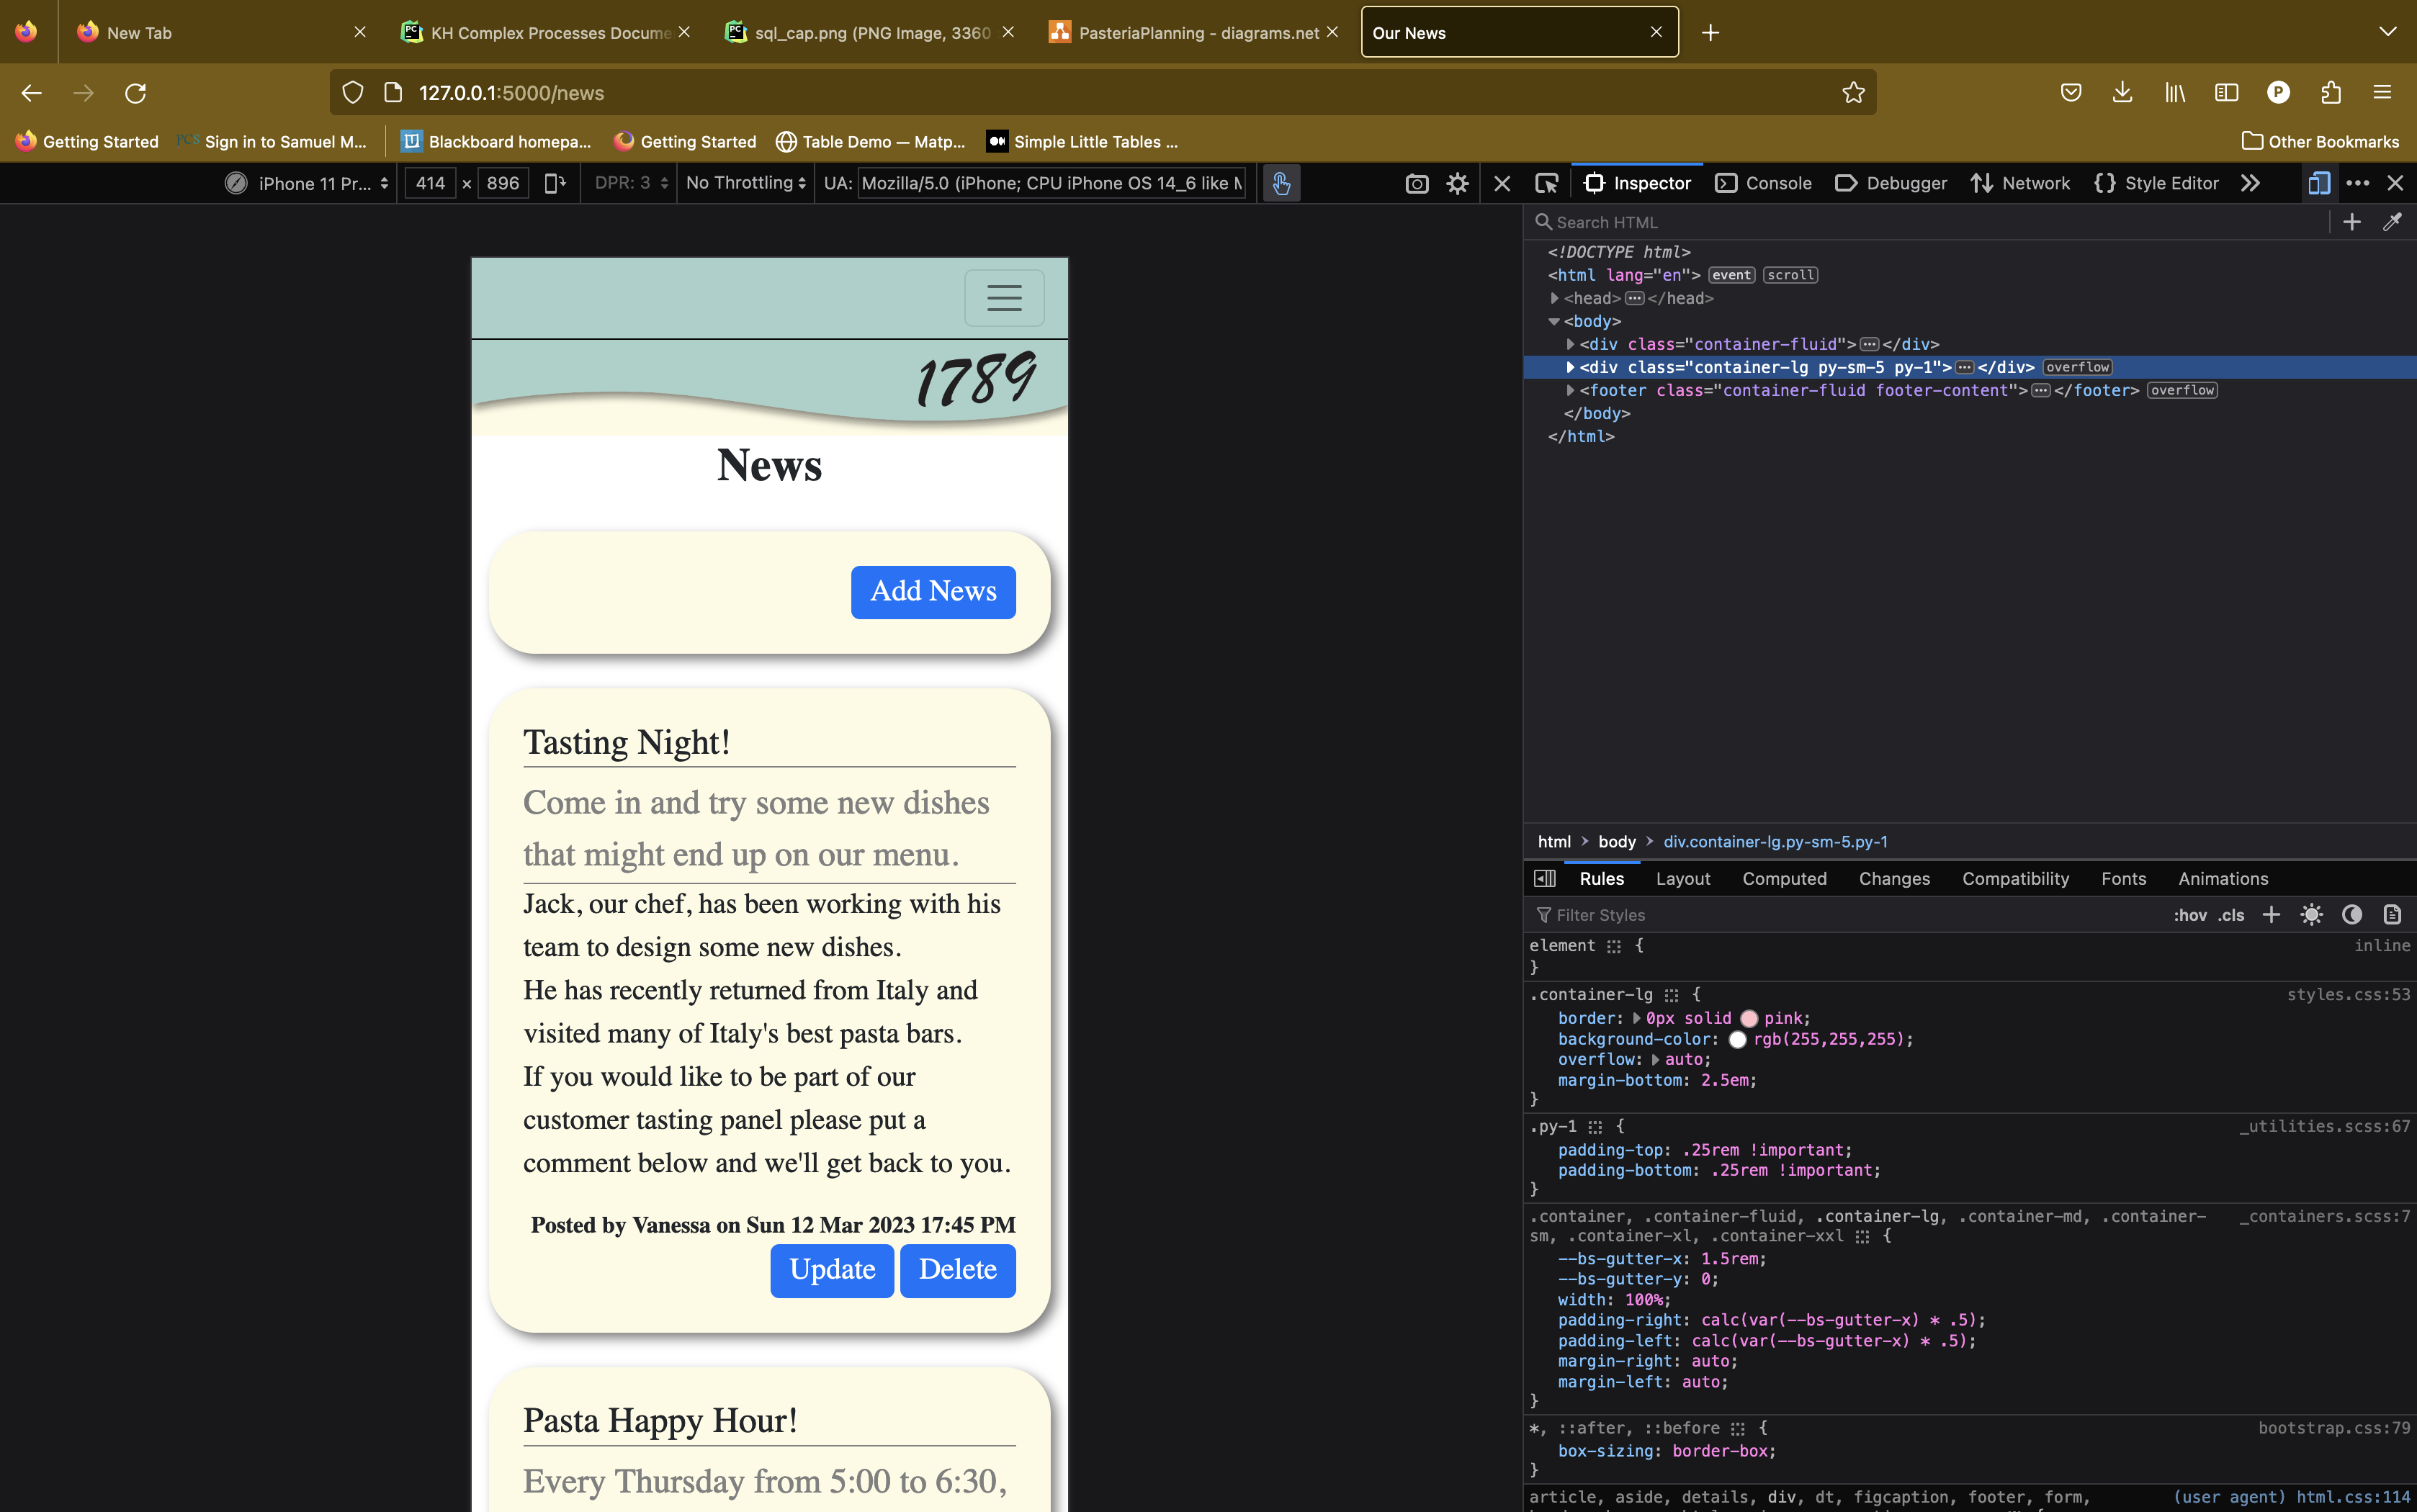 New Tab
KH Complex Processes Docume
sql_cap.png (PNG Image, 3360
PasteriaPlanning - diagrams.net
Our News
127.0.0.1:5000/news
Getting Started
Sign in to Samuel M...
Blackboard homepa...
Getting Started
Table Demo — Matp...
Simple Little Tables ...
Other Bookmarks
iPhone 11 Pr... 414 × 896 DPR: 3 No Throttling UA: Mozilla/5.0 (iPhone; CPU iPhone OS 14_6 like
Inspector Console Debugger Network Style Editor
1789
News
Add News
Tasting Night!
Come in and try some new dishes
that might end up on our menu.
Jack, our chef, has been working with his
team to design some new dishes.
He has recently returned from Italy and
visited many of Italy's best pasta bars.
If you would like to be part of our
customer tasting panel please put a
comment below and we'll get back to you.
Posted by Vanessa on Sun 12 Mar 2023 17:45 PM
Update Delete
Pasta Happy Hour!
Every Thursday from 5:00 to 6:30,
Search HTML
<!DOCTYPE html>
<html lang="en"> event scroll
<head> ••• </head>
<body>
<div class="container-fluid"> ••• </div>
<div class="container-lg py-sm-5 py-1"> ••• </div> overflow
<footer class="container-fluid footer-content"> ••• </footer> overflow
</body>
</html>
html > body > div.container-lg.py-sm-5.py-1
Rules Layout Computed Changes Compatibility Fonts Animations
Filter Styles :hov .cls
element { inline
}
.container-lg { styles.css:53
border: 0px solid pink;
background-color: rgb(255,255,255);
overflow: auto;
margin-bottom: 2.5em;
}
.py-1 { _utilities.scss:67
padding-top: .25rem !important;
padding-bottom: .25rem !important;
}
.container, .container-fluid, .container-lg, .container-md, .container- _containers.scss:7
sm, .container-xl, .container-xxl {
--bs-gutter-x: 1.5rem;
--bs-gutter-y: 0;
width: 100%;
padding-right: calc(var(--bs-gutter-x) * .5);
padding-left: calc(var(--bs-gutter-x) * .5);
margin-right: auto;
margin-left: auto;
}
*, ::after, ::before { bootstrap.css:79
box-sizing: border-box;
}
article, aside, details, div, dt, figcaption, footer, form, (user agent) html.css:114